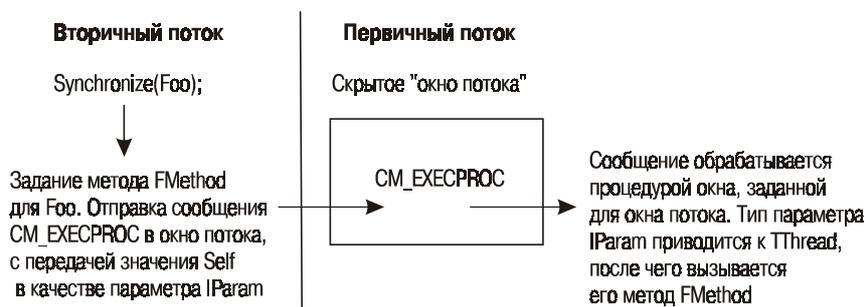 Вторичный поток
Synchronize(Foo);
Задание метода FMethod
для Foo. Отправка сообщения
CM_EXECPROC в окно потока,
с передачей значения Self
в качестве параметра lParam
Первичный поток
Скрытое "окно потока"
CM_EXECPROC
Сообщение обрабатывается
процедурой окна, заданной
для окна потока. Тип параметра
lParam приводится к TThread,
после чего вызывается
его метод FMethod